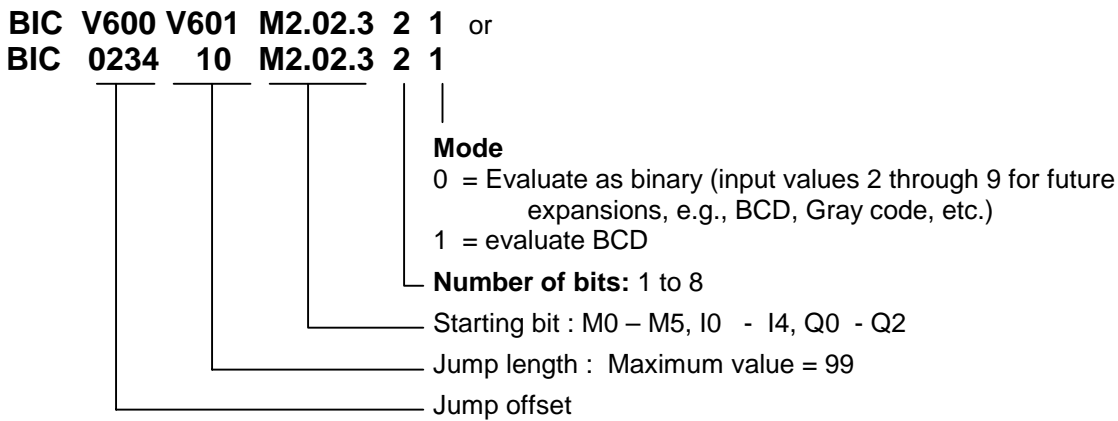 BIC V600 V601 M2.02.3 2 1 or
BIC 0234 10 M2.02.3 2 1
Mode
0 = Evaluate as binary (input values 2 through 9 for future
expansions, e.g., BCD, Gray code, etc.)
1 = evaluate BCD
Number of bits: 1 to 8
Starting bit : M0 – M5, I0 - I4, Q0 - Q2
Jump length : Maximum value = 99
Jump offset